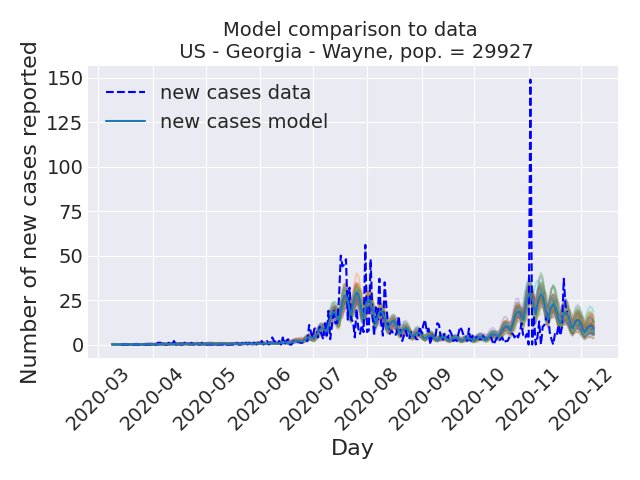 Model comparison to data
US - Georgia - Wayne, pop. = 29927
Number of new cases reported
150
125
100
75
50
25
0
new cases data
new cases model
2020-03
2020-04
2020-05
2020-06
2020-07
2020-08
2020-09
2020-10
2020-11
2020-12
Day